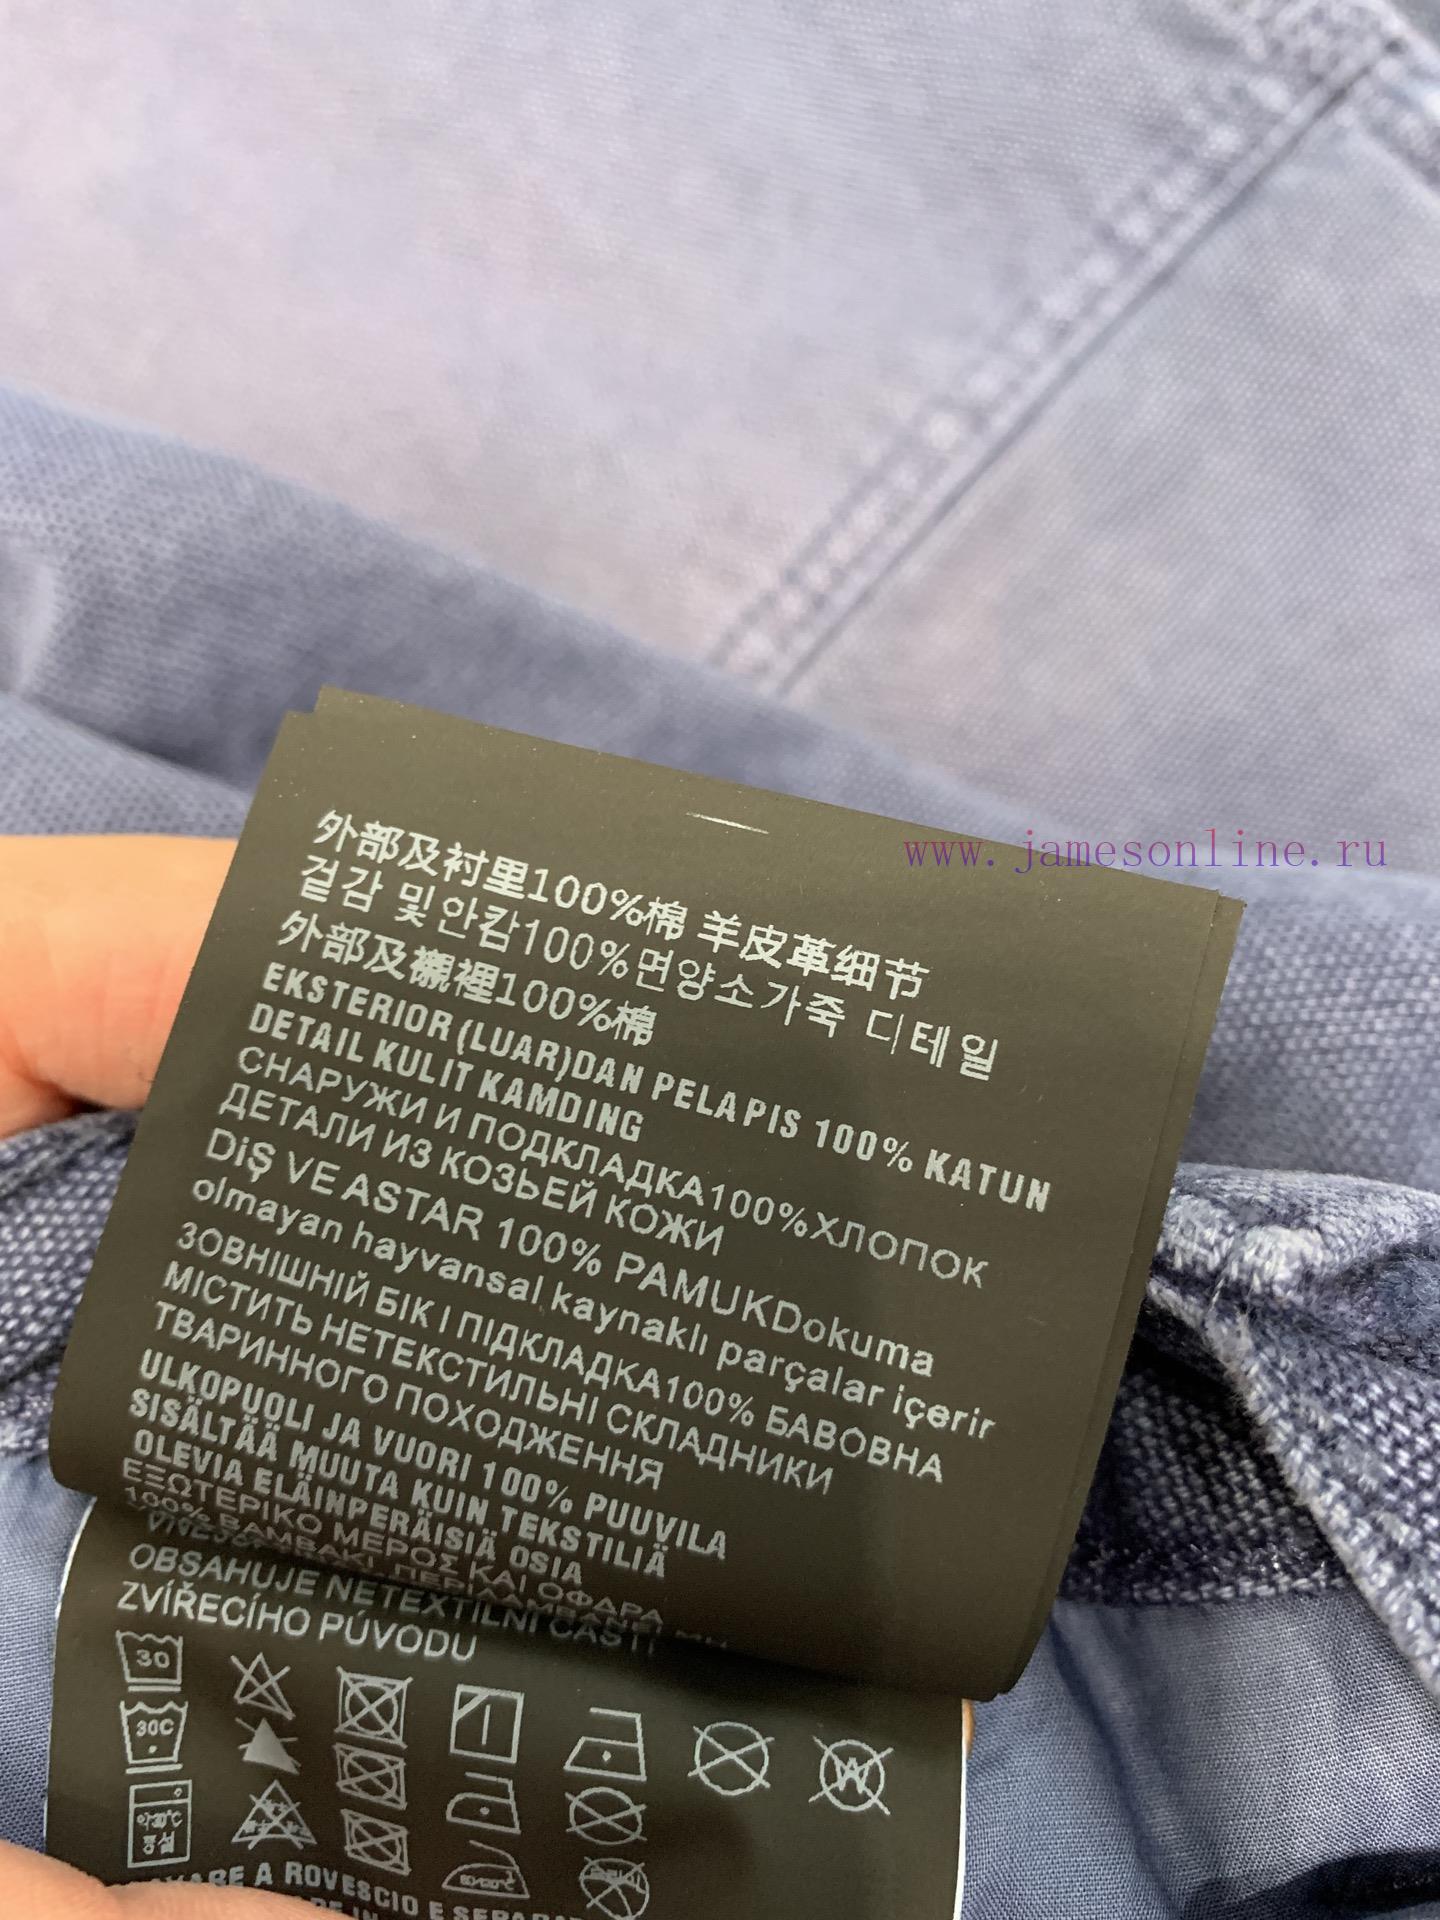 www.jamesonline.ru
外部及衬里100%棉 羊皮革细节
겉감 및안감100%면양소가죽 디테일
外部及襯裡100%棉
EKSTERIOR(LUAR)DAN PELAPIS 100% KATUN
DETAIL KULIT KAMDING
СНАРУЖИ И ПОДКЛАДКА100%ХЛОПОК
ДЕТАЛИ ИЗ КОЗЬЕЙ КОЖИ
DiŞ VE ASTAR 100% PAMUKDokuma
olmayan hayvansal kaynaklı parçalar içerir
ЗОВНІШНІЙ БІК І ПІДКЛАДКА100% БАВОВНА
МІСТИТЬ НЕТЕКСТИЛЬНІ СКЛАДНИКИ
ТВАРИННОГО ПОХОДЖЕННЯ
ULKOPUOLI JA VUORI 100% PUUVILA
SISÄLTÄÄ MUUTA KUIN TEKSTILIÄ
OLEVIA ELÄINPERÄISIÄ OSIA
ΕΞΩΤΕΡΙΚΟ ΜΕΡΟΣ ΚΑΙ
100% ΒΑΜΒΑΚΙ
OBSAHUJE NETEXTILNÍ ČÁSTI
ZVÍŘECÍHO PÚVODU
30
30C
W
A ROVESCIO E